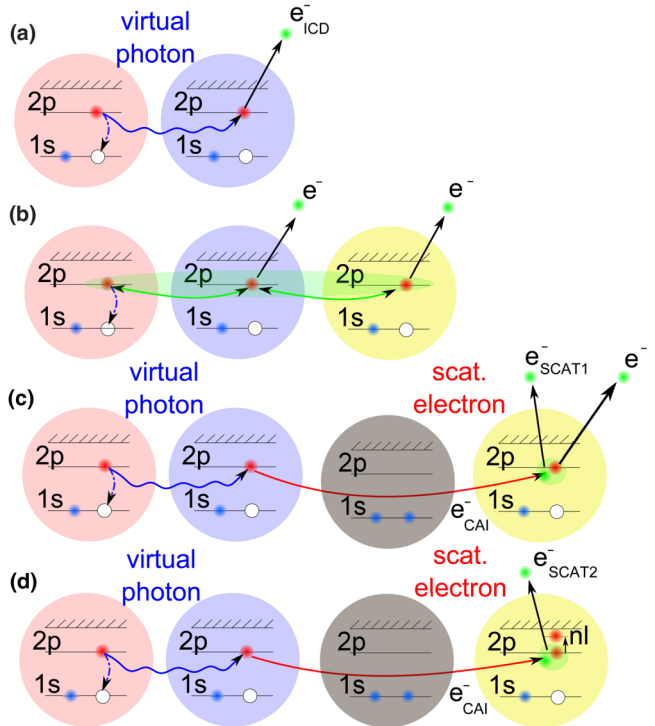 (a)
virtual
photon
e⁻ICD
2p
2p
1s
1s
(b)
e⁻
e⁻
2p
2p
2p
1s
1s
1s
virtual
photon
scat.
electron
e⁻SCAT1
e⁻
(c)
2p
2p
2p
2p
1s
1s
1s
e⁻CAI
1s
virtual
photon
scat.
electron
e⁻SCAT2
(d)
2p
2p
2p
2p
nl
1s
1s
1s
e⁻CAI
1s